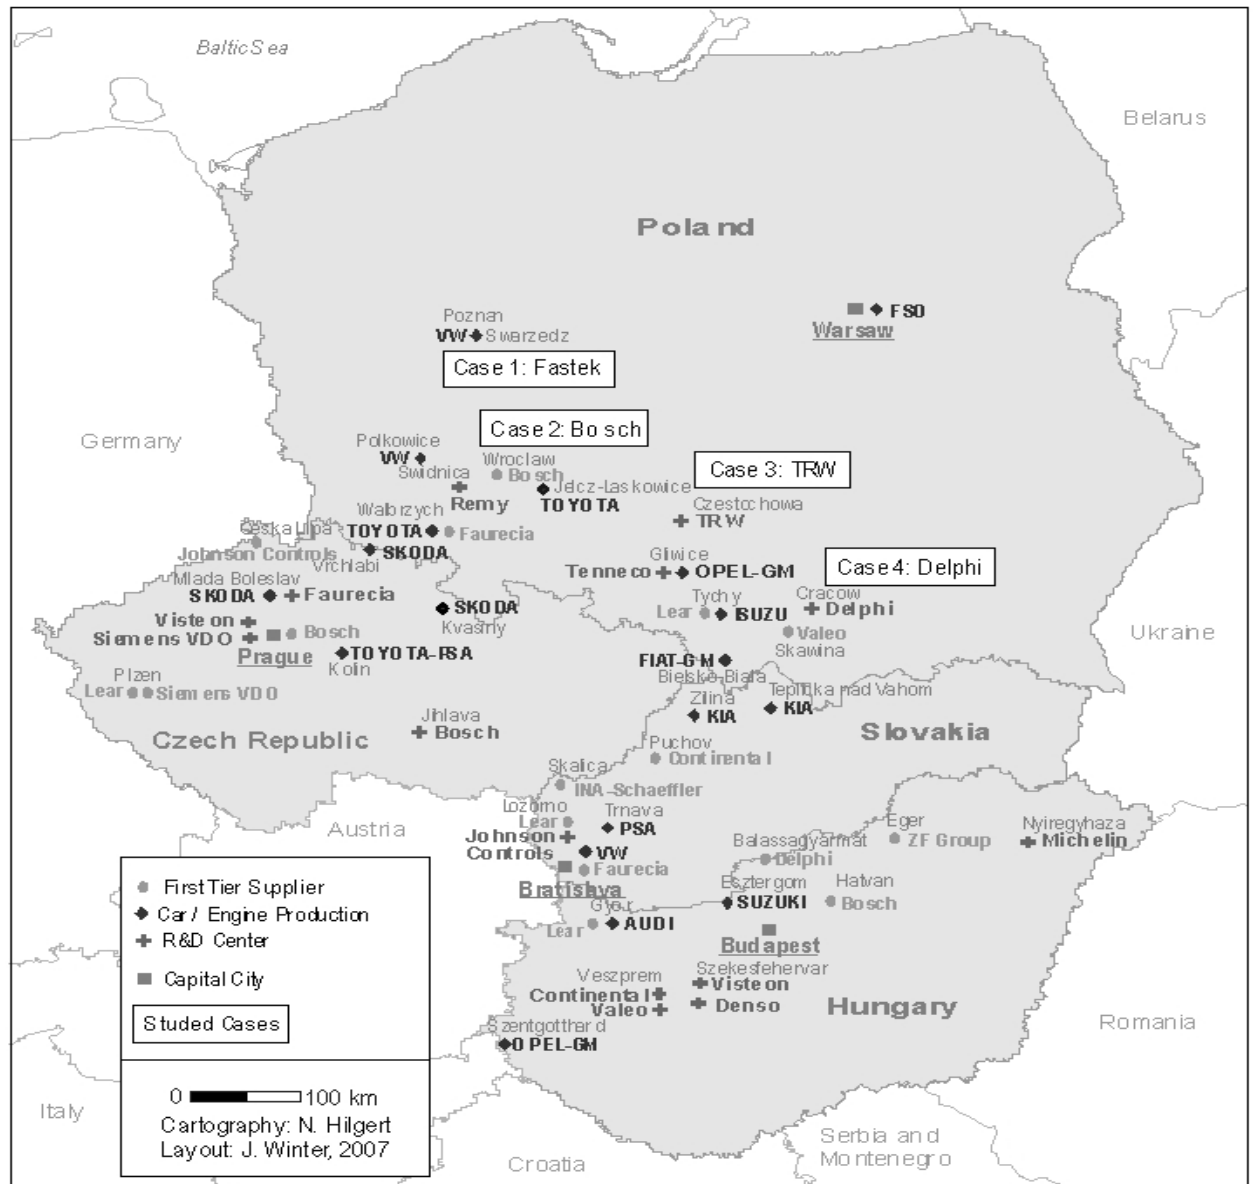 Baltic Sea
Belarus
Poland
Poznan
VW Swarzedz
FSO
Warsaw
Case 1: Fastek
Case 2: Bosch
Germany
Polkowice
VW
Wroclaw
Bosch
Case 3: TRW
Swidnica
Remy
Jelcz-Laskowice
TOYOTA
Czestochowa
TRW
Walbrzych
TOYOTA Faurecia
Ceska Lipa
Johnson Controls
SKODA
Vrchlabi
Gliwice
Tenneco OPEL-GM
Case 4: Delphi
Mlada Boleslav
SKODA Faurecia
SKODA
Kvasiny
Tychy
Lear ISUZU
Cracow
Delphi
Visteon
Siemens VDO Bosch
Prague
Valeo
Skawina
Ukraine
TOYOTA-PSA
Kolin
FIAT-GM
Bielsko-Biala
Plzen
Lear Siemens VDO
Zilina
KIA
Teplicka nad Vahom
KIA
Jihlava
Bosch
Czech Republic
Slovakia
Puchov
Continental
Skalica
INA-Schaeffler
Lozorno
Lear
Trnava
PSA
Austria
Johnson
Controls
VW
Faurecia
Bratislava
Balassagyarmat
Delphi
Eger
ZF Group
Nyiregyhaza
Michelin
Esztergom
SUZUKI
Hatvan
Bosch
Gyor
Lear AUDI
Budapest
Veszprem
Continental
Valeo
Szekesfehervar
Visteon
Denso
Hungary
Szentgotthard
OPEL-GM
Romania
First Tier Supplier
Car / Engine Production
R&D Center
Capital City
Studed Cases
0 100 km
Cartography: N. Hilgert
Layout: J. Winter, 2007
Italy
Croatia
Serbia and
Montenegro